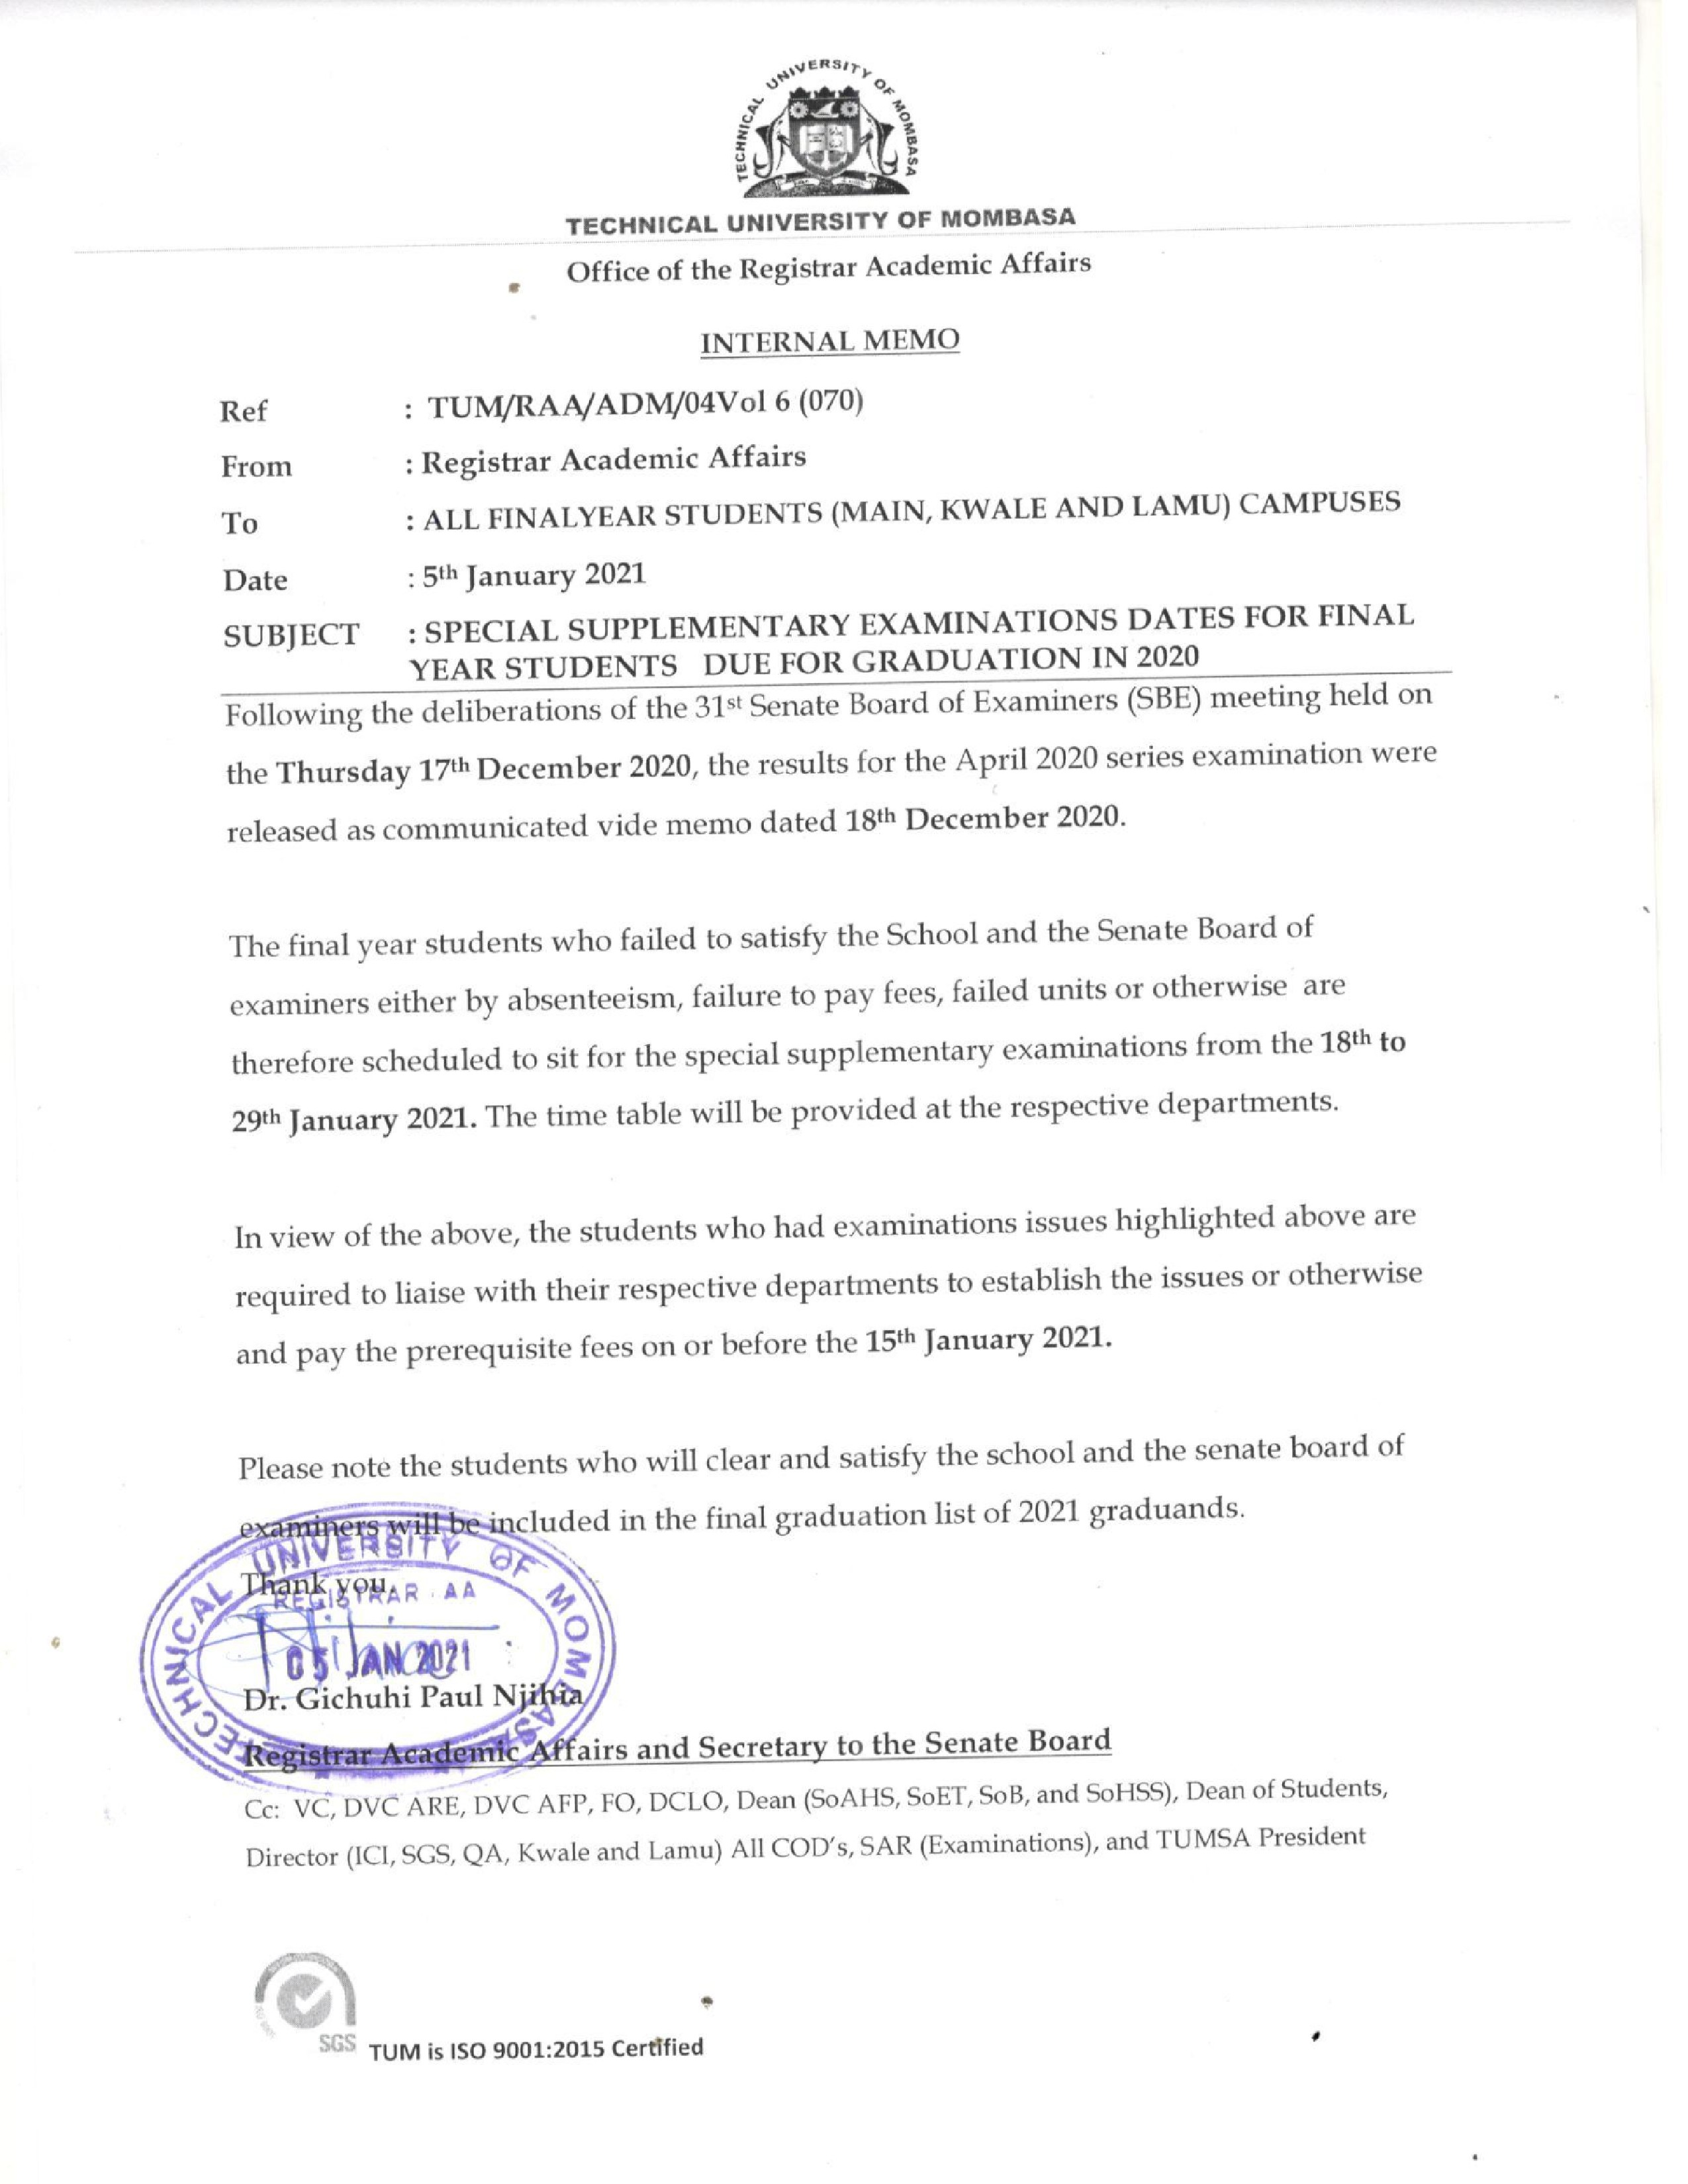 TECHNICAL UNIVERSITY OF MOMBASA
TECHNICAL UNIVERSITY OF MOMBASA
Office of the Registrar Academic Affairs
INTERNAL MEMO
Ref : TUM/RAA/ADM/04Vol 6 (070)
From : Registrar Academic Affairs
To : ALL FINALYEAR STUDENTS (MAIN, KWALE AND LAMU) CAMPUSES
Date : 5th January 2021
SUBJECT : SPECIAL SUPPLEMENTARY EXAMINATIONS DATES FOR FINAL
YEAR STUDENTS DUE FOR GRADUATION IN 2020
Following the deliberations of the 31st Senate Board of Examiners (SBE) meeting held on
the Thursday 17th December 2020, the results for the April 2020 series examination were
released as communicated vide memo dated 18th December 2020.
The final year students who failed to satisfy the School and the Senate Board of
examiners either by absenteeism, failure to pay fees, failed units or otherwise are
therefore scheduled to sit for the special supplementary examinations from the 18th to
29th January 2021. The time table will be provided at the respective departments.
In view of the above, the students who had examinations issues highlighted above are
required to liaise with their respective departments to establish the issues or otherwise
and pay the prerequisite fees on or before the 15th January 2021.
Please note the students who will clear and satisfy the school and the senate board of
examiners will be included in the final graduation list of 2021 graduands.
Thank you.
TECHNICAL UNIVERSITY OF MOMBASA
REGISTRAR AA
05 JAN 2021
Dr. Gichuhi Paul Njihia
Registrar Academic Affairs and Secretary to the Senate Board
Cc: VC, DVC ARE, DVC AFP, FO, DCLO, Dean (SoAHS, SoET, SoB, and SoHSS), Dean of Students,
Director (ICI, SGS, QA, Kwale and Lamu) All COD's, SAR (Examinations), and TUMSA President
SGS
TUM is ISO 9001:2015 Certified